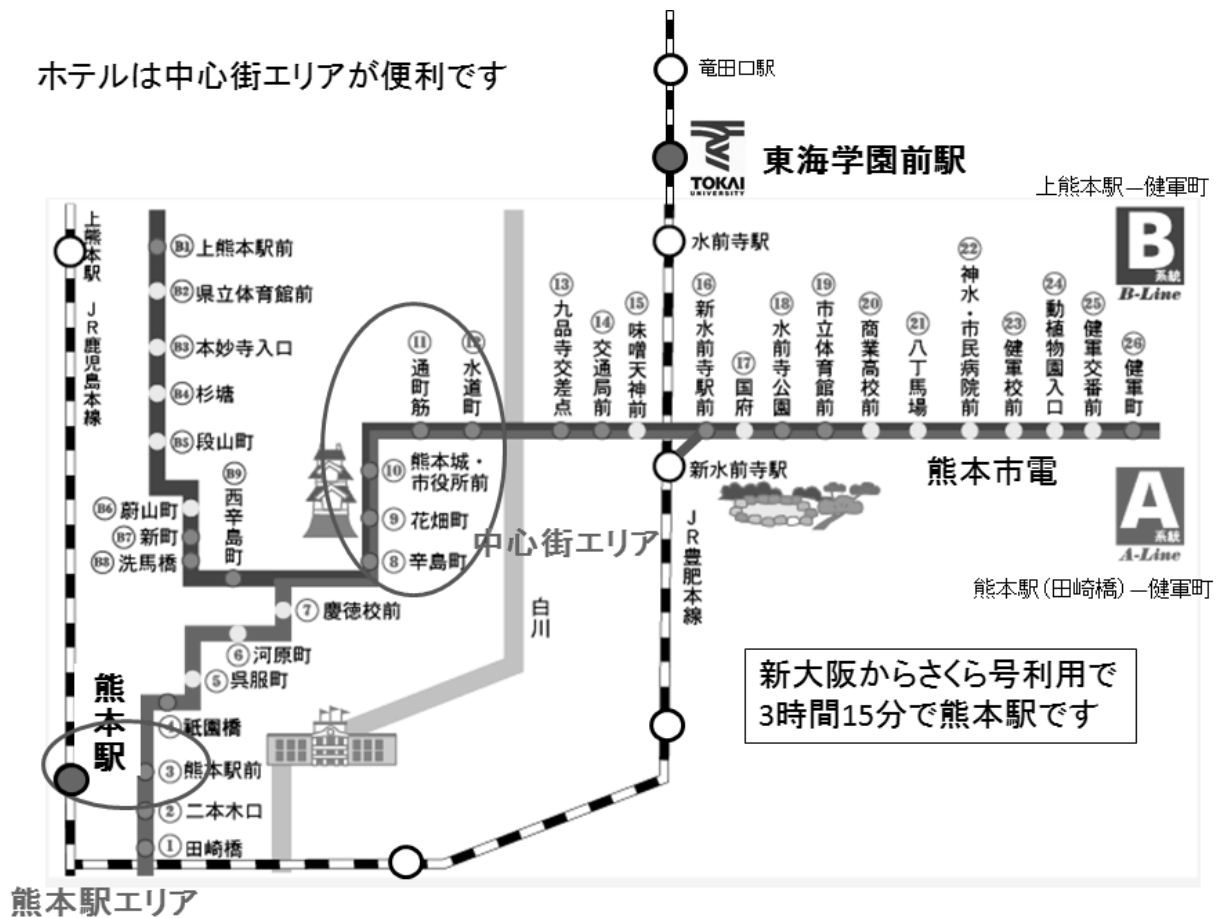 ホテルは中心街エリアが便利です
竜田口駅
TOKAI
UNIVERSITY
東海学園前駅
上熊本駅―健軍町
B系統
B-Line
上熊本駅
JR鹿児島本線
B1 上熊本駅前
B2 県立体育館前
B3 本妙寺入口
B4 杉塘
B5 段山町
B6 蔚山町
B7 新町
B8 洗馬橋
B9 西辛島町
水前寺駅
11 通町筋
12 水道町
13 九品寺交差点
14 交通局前
15 味噌天神前
16 新水前寺駅前
17 国府
18 水前寺公園
19 市立体育館前
20 商業高校前
21 八丁馬場
22 神水・市民病院前
23 健軍校前
24 動植物園入口
25 健軍交番前
26 健軍町
10 熊本城・
市役所前
9 花畑町
8 辛島町
中心街エリア
新水前寺駅
熊本市電
A系統
A-Line
熊本駅(田崎橋)―健軍町
JR豊肥本線
白川
7 慶徳校前
6 河原町
5 呉服町
4 祇園橋
熊本駅
3 熊本駅前
2 二本木口
1 田崎橋
新大阪からさくら号利用で
3時間15分で熊本駅です
熊本駅エリア